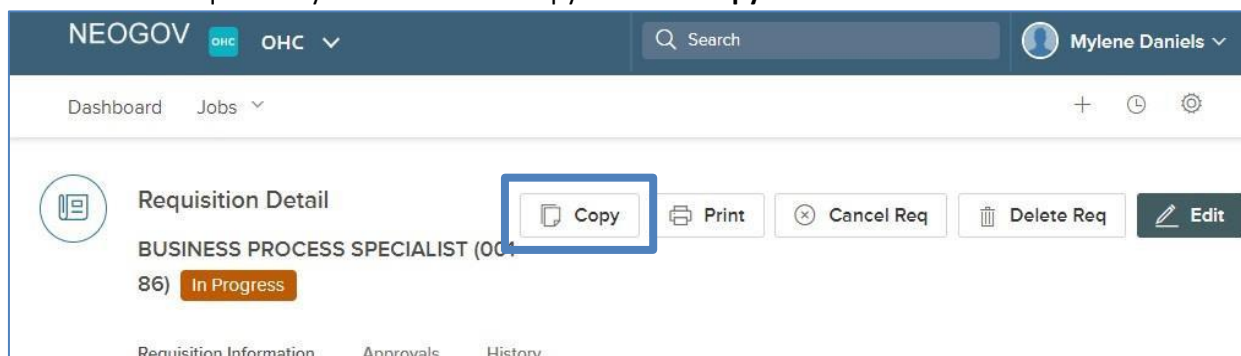 NEOGOV OHC OHC Search Mylene Daniels
Dashboard Jobs
Requisition Detail
Copy Print Cancel Req Delete Req Edit
BUSINESS PROCESS SPECIALIST (001
86) In Progress
Requisition Information Approvals History